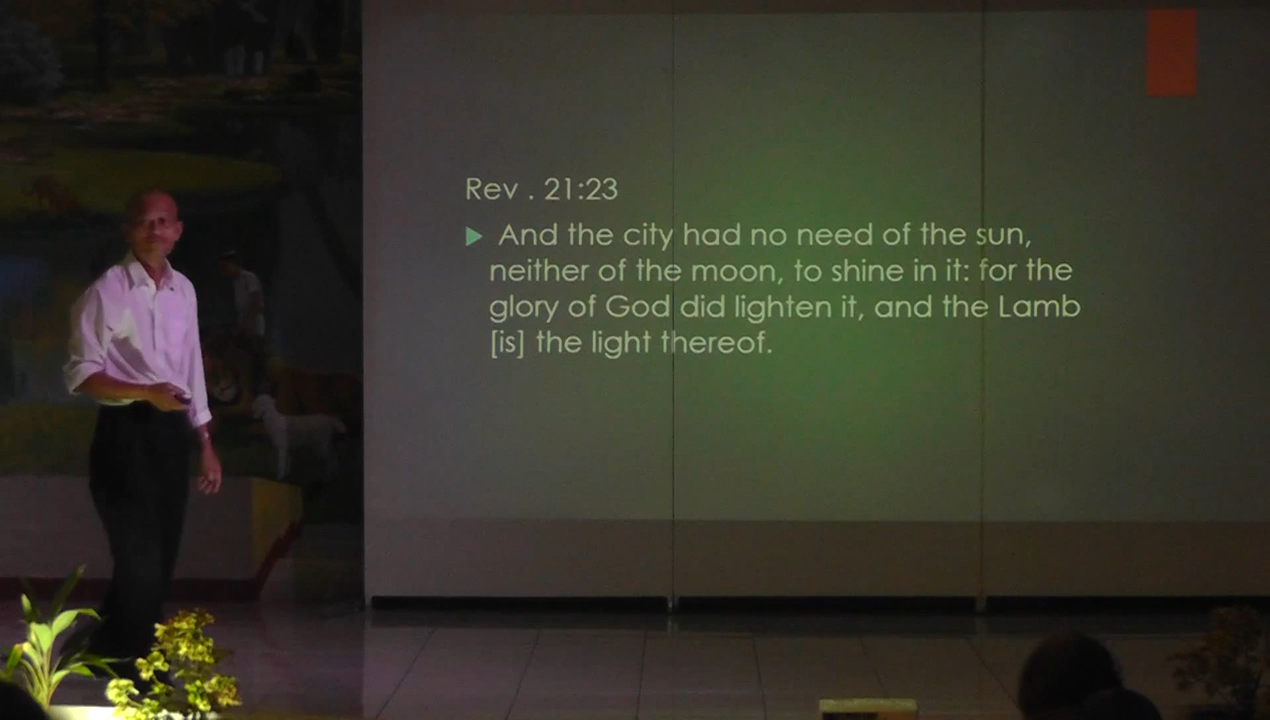 Rev . 21:23
And the city had no need of the sun,
neither of the moon, to shine in it: for the
glory of God did lighten it, and the Lamb
[is] the light thereof.